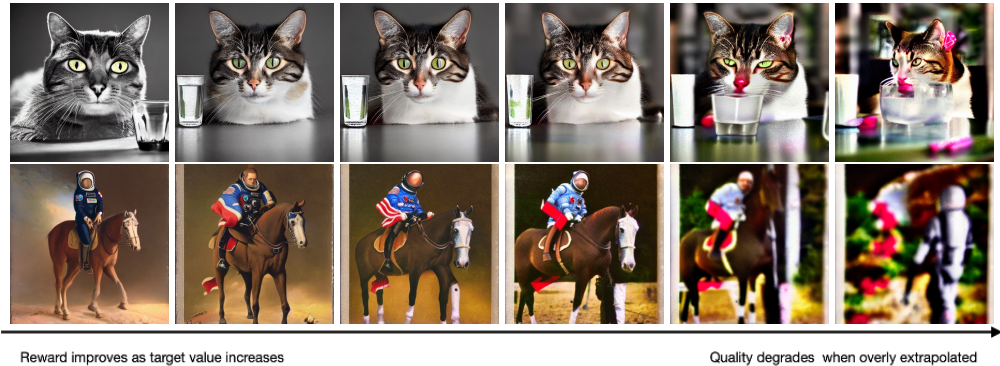 Reward improves as target value increases
Quality degrades  when overly extrapolated